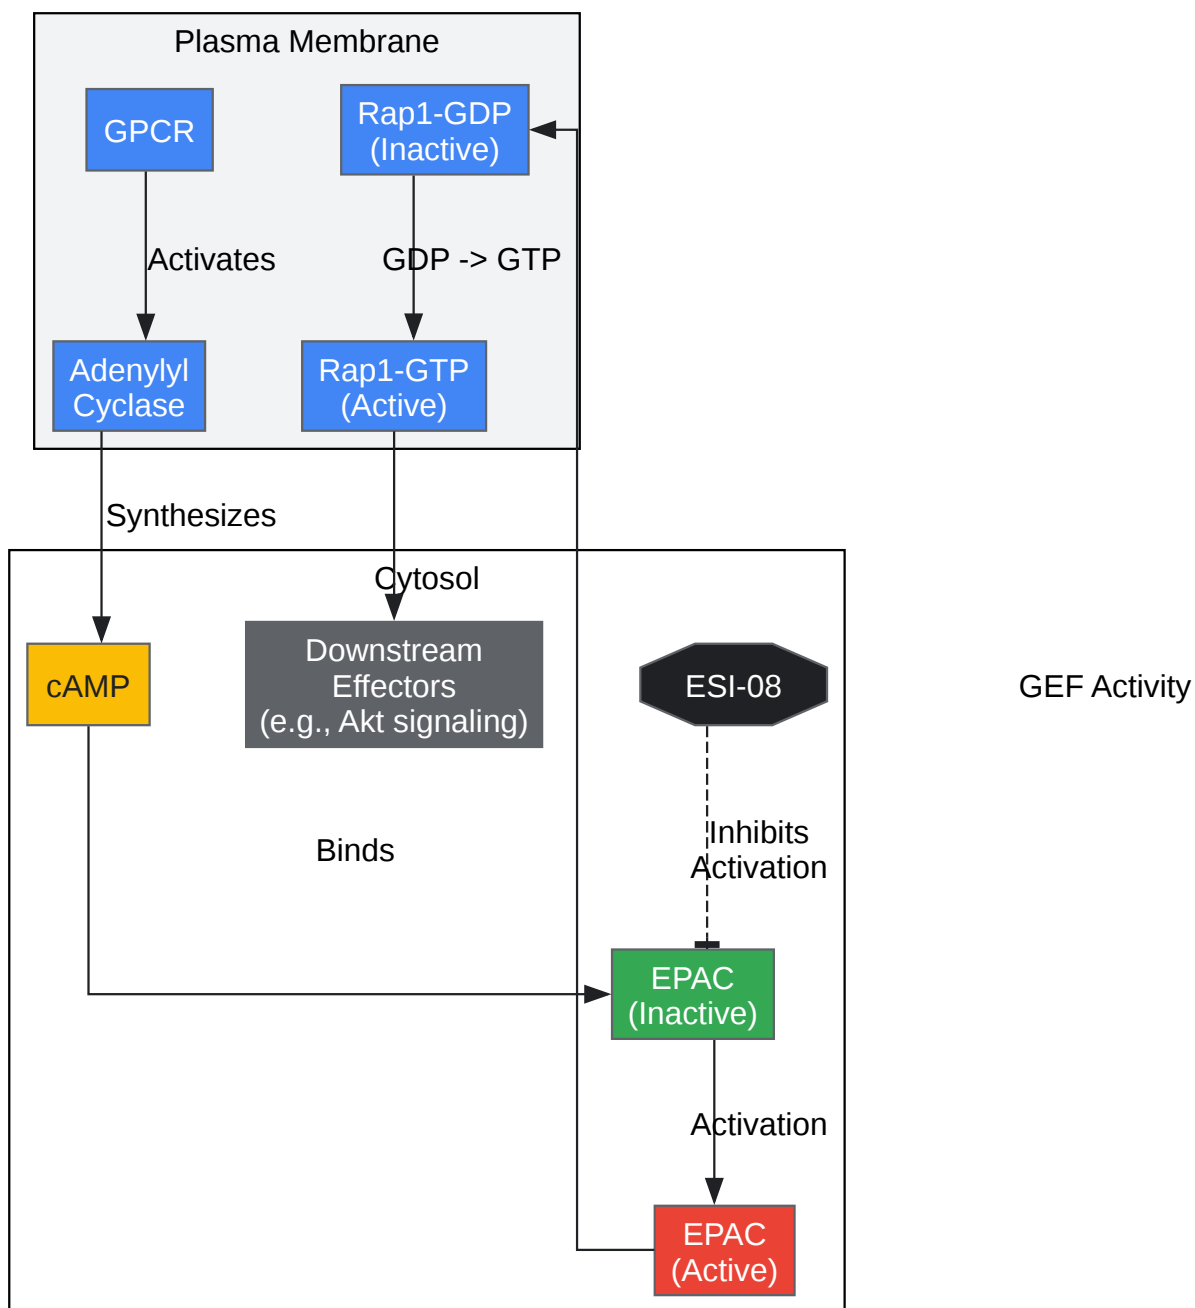 Plasma Membrane
GPCR
Rap1-GDP
(Inactive)
Activates
GDP -> GTP
Adenylyl
Cyclase
Rap1-GTP
(Active)
Synthesizes
Cytosol
cAMP
Downstream
Effectors
(e.g., Akt signaling)
ESI-08
GEF Activity
Binds
Inhibits
Activation
EPAC
(Inactive)
Activation
EPAC
(Active)